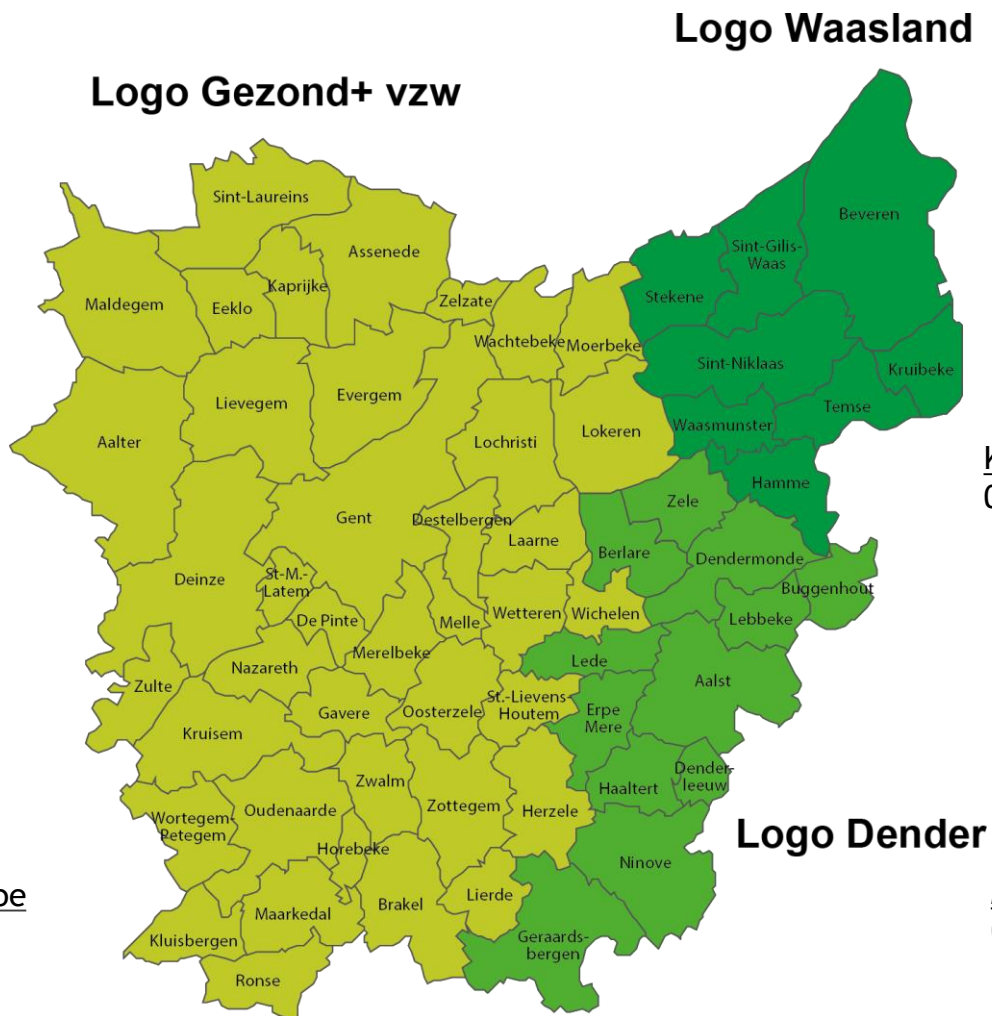 Logo Waasland
Logo Gezond+ vzw
Sint-Laureins
Beveren
Assenede
Sint-Gilis-
Waas
Kaprijke
Stekene
Zelzate
Maldegem
Eeklo
Wachtebeke
Moerbeke
Sint-Niklaas
Kruibeke
Evergem
Lievegem
Temse
Waasmunster
Lokeren
Aalter
Lochristi
Hamme
Zele
Gent
Destelbergen
Laarne
Berlare
Dendermonde
Deinze
St-M.-
Latem
Buggenhout
De Pinte
Melle
Wetteren
Wichelen
Lebbeke
Merelbeke
Nazareth
Lede
Zulte
Aalst
Gavere
Oosterzele
St.-Lievens-
Houtem
Erpe
Mere
Kruisem
Zwalm
Haaltert
Dender-
leeuw
Oudenaarde
Zottegem
Herzele
Wortegem-
Petegem
Logo Dender
Horebeke
Ninove
be
Lierde
Brakel
Maarkedal
Kluisbergen
Geraards-
bergen
Ronse